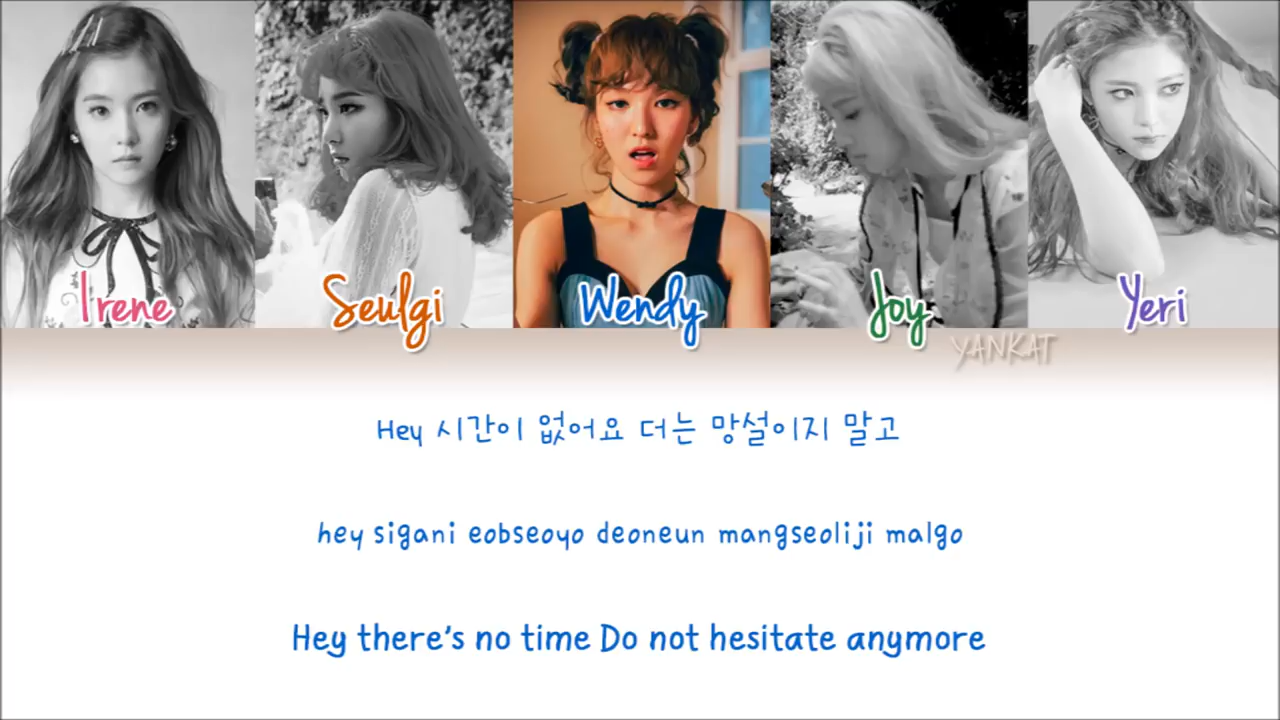 Irene
Seulgi
Wendy
Joy
Yeri
YANKAT
Hey 시간이 없어요 더는 망설이지 말고
hey sigani eobseoyo deoneun mangseoliji malgo
Hey there's no time Do not hesitate anymore